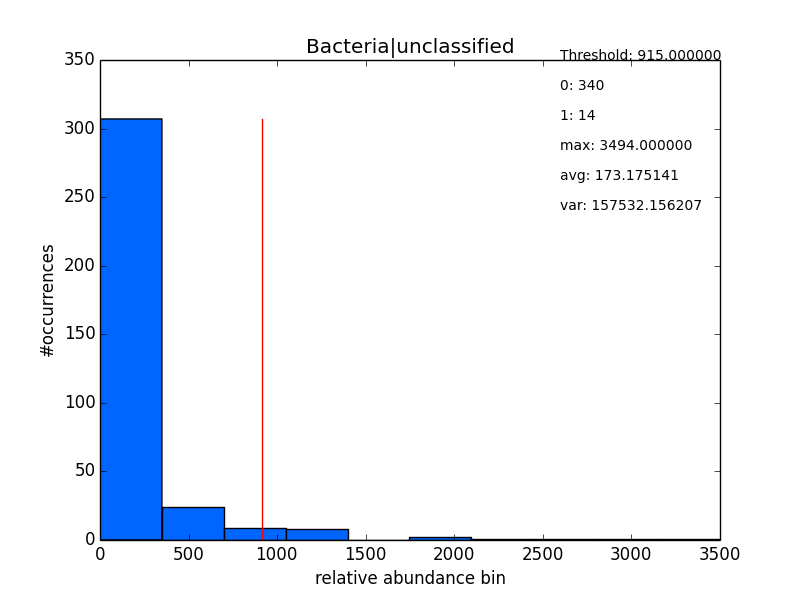 Bacteria|unclassified
Threshold: 915.000000
0: 340
1: 14
max: 3494.000000
avg: 173.175141
var: 157532.156207
350
300
250
200
150
100
50
0
#occurrences
0 500 1000 1500 2000 2500 3000 3500
relative abundance bin